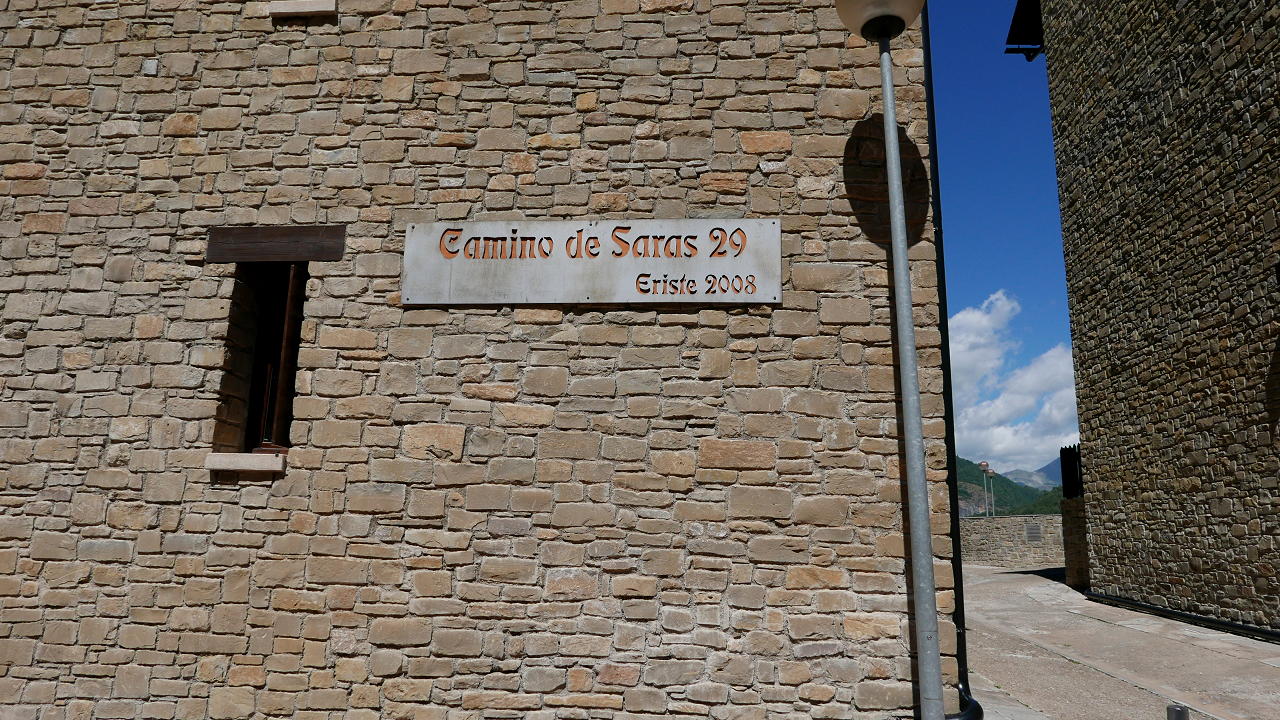 Camino de Saras 29
Eriste 2008